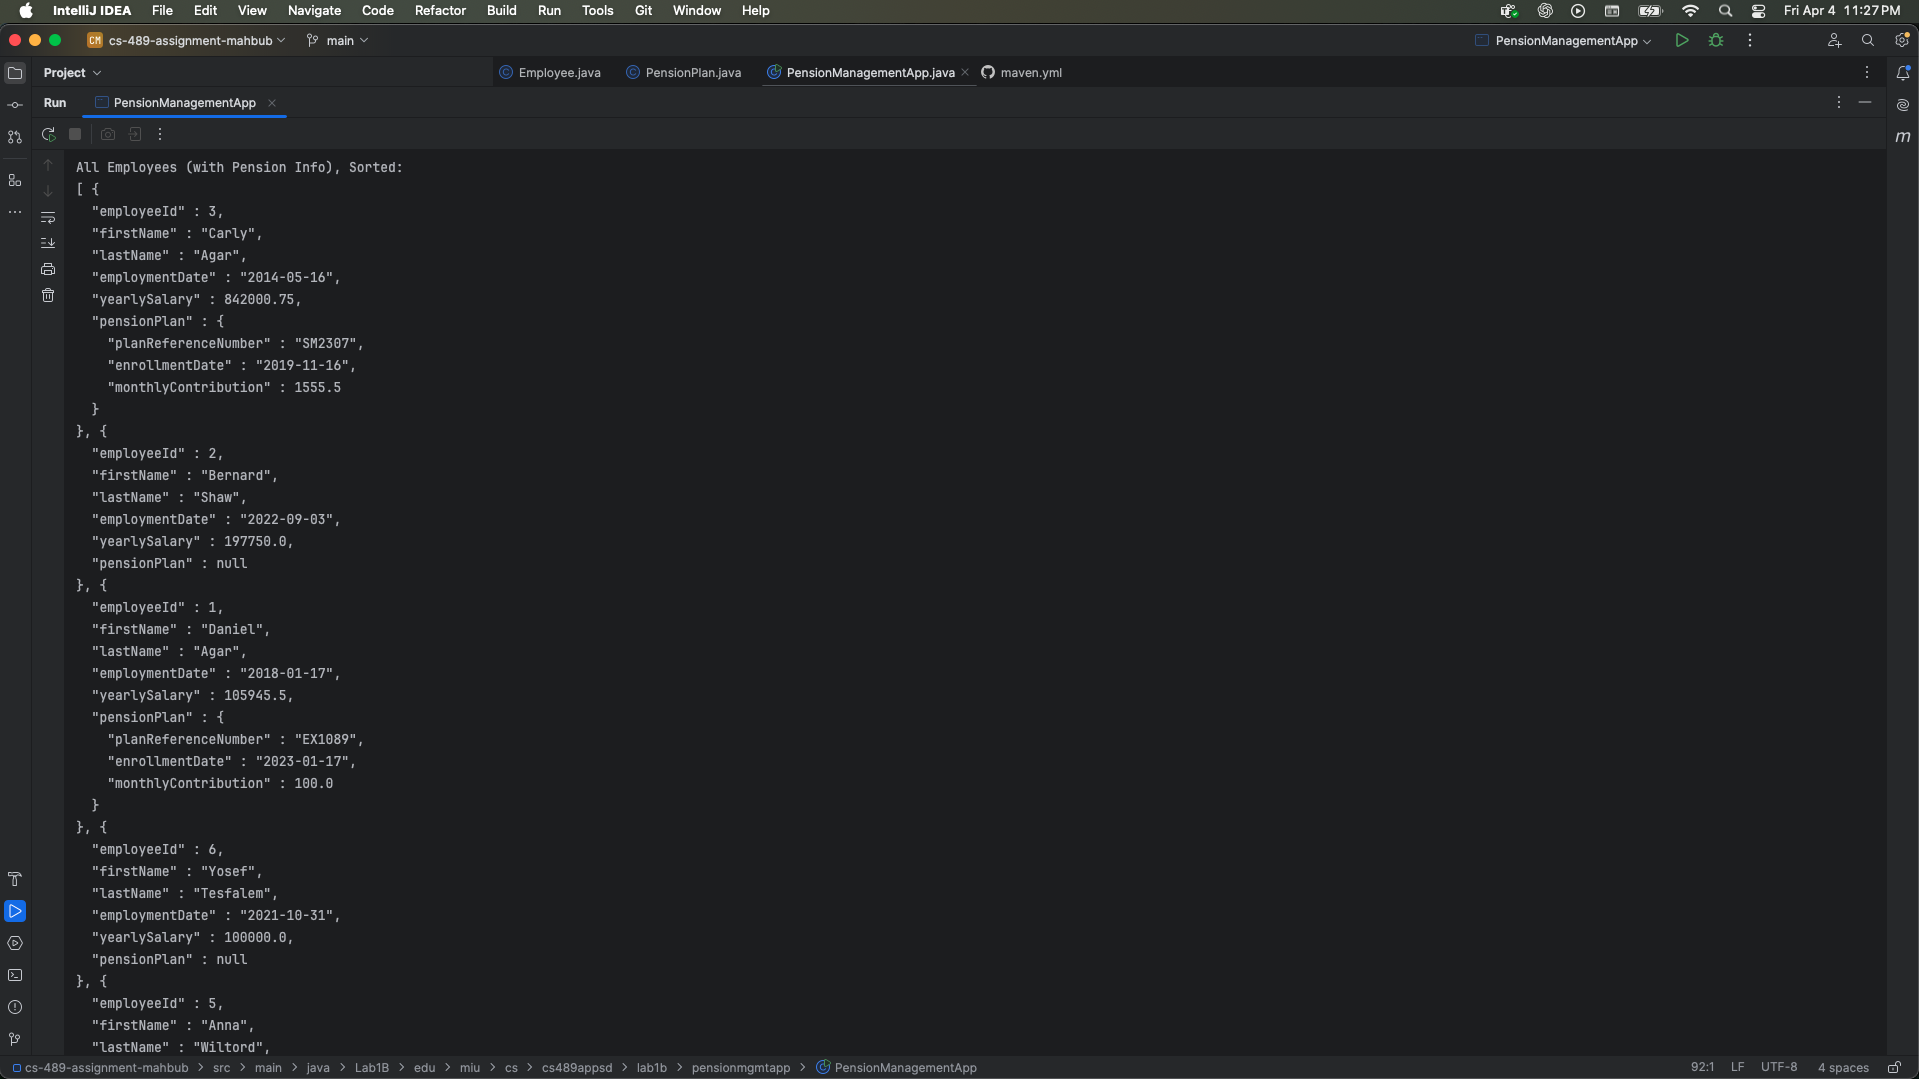 IntelliJ IDEA File Edit View Navigate Code Refactor Build Run Tools Git Window Help Fri Apr 4 11:27 PM
CM cs-489-assignment-mahbub main PensionManagementApp
Project Employee.java PensionPlan.java PensionManagementApp.java maven.yml
Run PensionManagementApp
All Employees (with Pension Info), Sorted:
[ {
"employeeId" : 3,
"firstName" : "Carly",
"lastName" : "Agar",
"employmentDate" : "2014-05-16",
"yearlySalary" : 842000.75,
"pensionPlan" : {
"planReferenceNumber" : "SM2307",
"enrollmentDate" : "2019-11-16",
"monthlyContribution" : 1555.5
}
}, {
"employeeId" : 2,
"firstName" : "Bernard",
"lastName" : "Shaw",
"employmentDate" : "2022-09-03",
"yearlySalary" : 197750.0,
"pensionPlan" : null
}, {
"employeeId" : 1,
"firstName" : "Daniel",
"lastName" : "Agar",
"employmentDate" : "2018-01-17",
"yearlySalary" : 105945.5,
"pensionPlan" : {
"planReferenceNumber" : "EX1089",
"enrollmentDate" : "2023-01-17",
"monthlyContribution" : 100.0
}
}, {
"employeeId" : 6,
"firstName" : "Yosef",
"lastName" : "Tesfalem",
"employmentDate" : "2021-10-31",
"yearlySalary" : 100000.0,
"pensionPlan" : null
}, {
"employeeId" : 5,
"firstName" : "Anna",
"lastName" : "Wiltord",
cs-489-assignment-mahbub > src > main > java > Lab1B > edu > miu > cs > cs489appsd > lab1b > pensionmgmtapp > PensionManagementApp 92:1 LF UTF-8 4 spaces